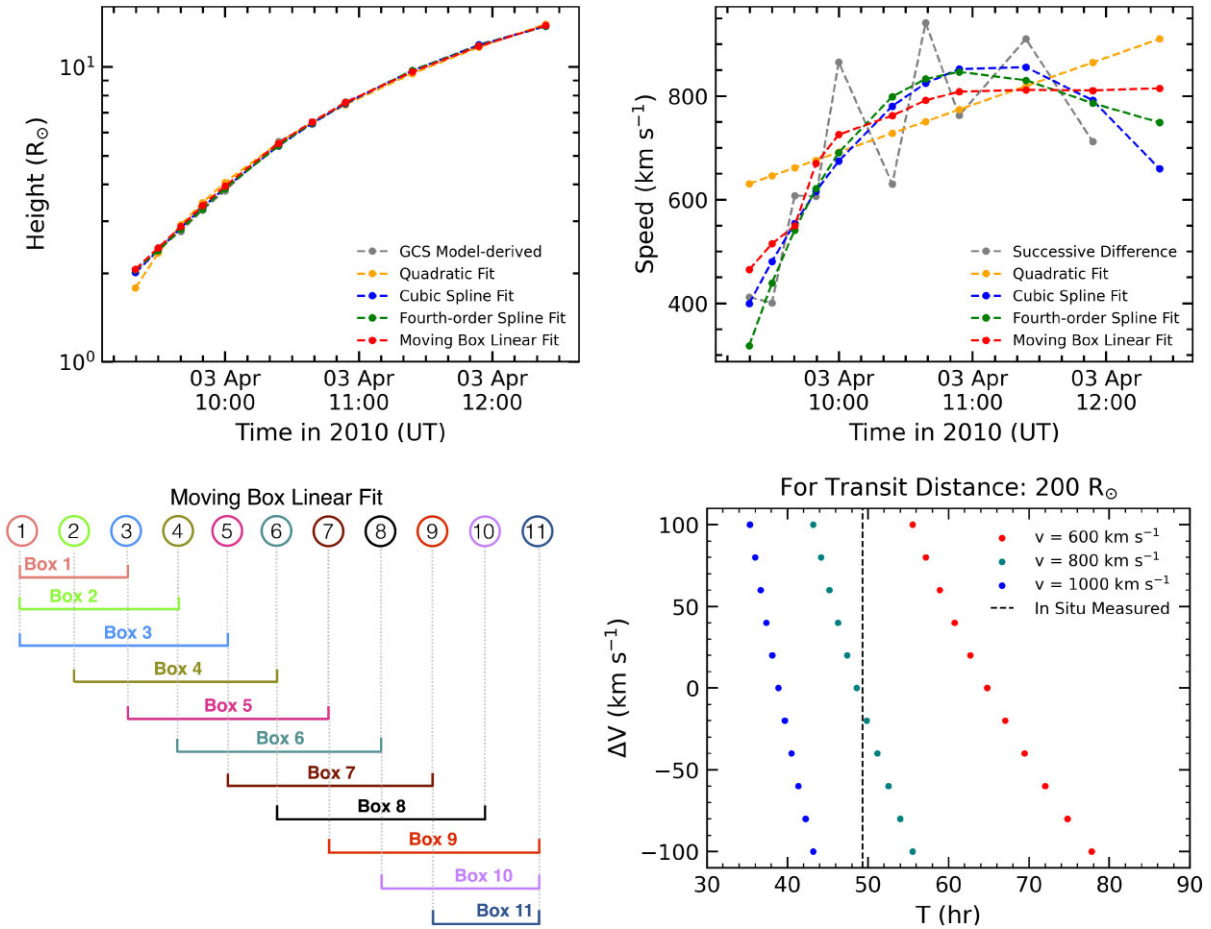 10¹
10⁰
Height (R⊙)
GCS Model-derived
Quadratic Fit
Cubic Spline Fit
Fourth-order Spline Fit
Moving Box Linear Fit
03 Apr
10:00
03 Apr
11:00
03 Apr
12:00
Time in 2010 (UT)
800
600
400
Speed (km s⁻¹)
Successive Difference
Quadratic Fit
Cubic Spline Fit
Fourth-order Spline Fit
Moving Box Linear Fit
03 Apr
10:00
03 Apr
11:00
03 Apr
12:00
Time in 2010 (UT)
Moving Box Linear Fit
1 2 3 4 5 6 7 8 9 10 11
Box 1
Box 2
Box 3
Box 4
Box 5
Box 6
Box 7
Box 8
Box 9
Box 10
Box 11
For Transit Distance: 200 R⊙
100
50
0
−50
−100
ΔV (km s⁻¹)
v = 600 km s⁻¹
v = 800 km s⁻¹
v = 1000 km s⁻¹
In Situ Measured
30 40 50 60 70 80 90
T (hr)